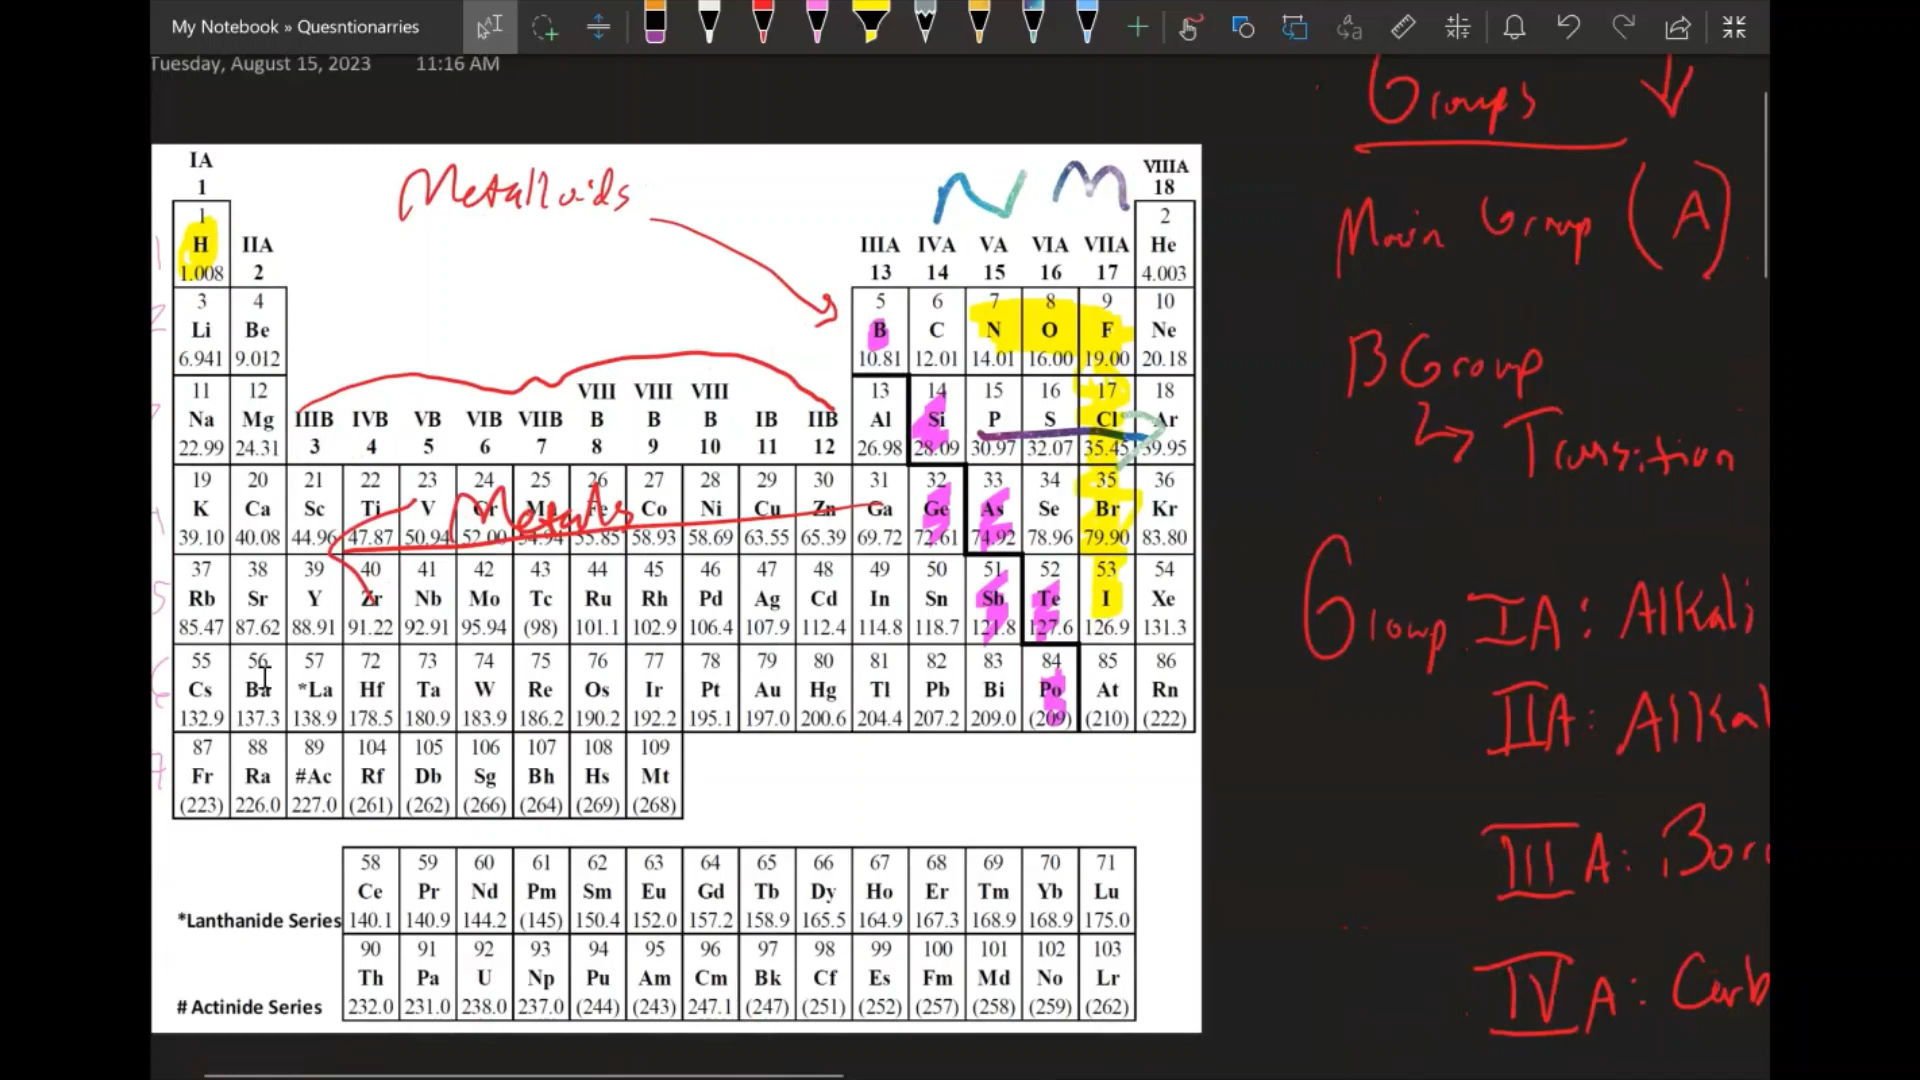 My Notebook » Quesntionarries
Tuesday, August 15, 2023 11:16 AM
Groups
Main Group (A)
B Group
Transition
Group IA: Alkali
IIA: Alkal
III A: Boro
IV A: Carb
Metalloids
N M
Metals
IA VIIIA
1 18
1 2
H IIA IIIA IVA VA VIA VIIA He
1.008 2 13 14 15 16 17 4.003
3 4 5 6 7 8 9 10
Li Be B C N O F Ne
6.941 9.012 10.81 12.01 14.01 16.00 19.00 20.18
11 12 VIII VIII VIII 13 14 15 16 17 18
Na Mg IIIB IVB VB VIB VIIB B B B IB IIB Al Si P S Cl Ar
22.99 24.31 3 4 5 6 7 8 9 10 11 12 26.98 28.09 30.97 32.07 35.45 39.95
19 20 21 22 23 24 25 26 27 28 29 30 31 32 33 34 35 36
K Ca Sc Ti V Cr Mn Fe Co Ni Cu Zn Ga Ge As Se Br Kr
39.10 40.08 44.96 47.87 50.94 52.00 54.94 55.85 58.93 58.69 63.55 65.39 69.72 72.61 74.92 78.96 79.90 83.80
37 38 39 40 41 42 43 44 45 46 47 48 49 50 51 52 53 54
Rb Sr Y Zr Nb Mo Tc Ru Rh Pd Ag Cd In Sn Sb Te I Xe
85.47 87.62 88.91 91.22 92.91 95.94 (98) 101.1 102.9 106.4 107.9 112.4 114.8 118.7 121.8 127.6 126.9 131.3
55 56 57 72 73 74 75 76 77 78 79 80 81 82 83 84 85 86
Cs Ba *La Hf Ta W Re Os Ir Pt Au Hg Tl Pb Bi Po At Rn
132.9 137.3 138.9 178.5 180.9 183.9 186.2 190.2 192.2 195.1 197.0 200.6 204.4 207.2 209.0 (209) (210) (222)
87 88 89 104 105 106 107 108 109
Fr Ra #Ac Rf Db Sg Bh Hs Mt
(223) 226.0 227.0 (261) (262) (266) (264) (269) (268)
58 59 60 61 62 63 64 65 66 67 68 69 70 71
Ce Pr Nd Pm Sm Eu Gd Tb Dy Ho Er Tm Yb Lu
*Lanthanide Series 140.1 140.9 144.2 (145) 150.4 152.0 157.2 158.9 165.5 164.9 167.3 168.9 168.9 175.0
90 91 92 93 94 95 96 97 98 99 100 101 102 103
Th Pa U Np Pu Am Cm Bk Cf Es Fm Md No Lr
# Actinide Series 232.0 231.0 238.0 237.0 (244) (243) 247.1 (247) (251) (252) (257) (258) (259) (262)